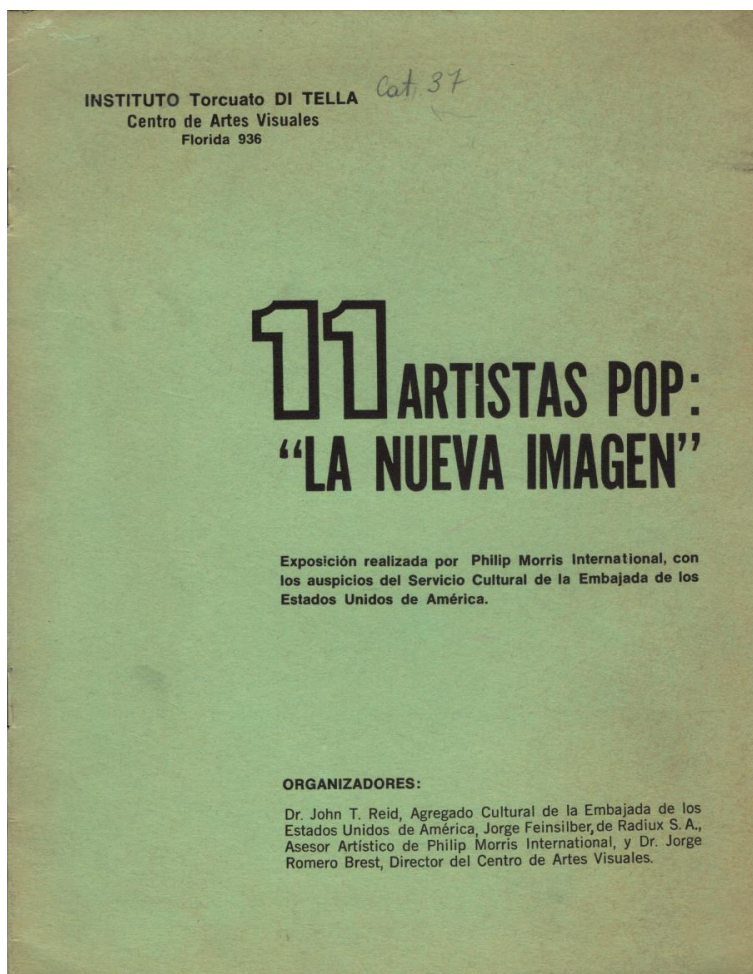 INSTITUTO Torcuato DI TELLA
Cat. 37
Centro de Artes Visuales
Florida 936
11 ARTISTAS POP:
“LA NUEVA IMAGEN”
Exposición realizada por Philip Morris International, con
los auspicios del Servicio Cultural de la Embajada de los
Estados Unidos de América.
ORGANIZADORES:
Dr. John T. Reid, Agregado Cultural de la Embajada de los
Estados Unidos de América, Jorge Feinsilber, de Radiux S. A.,
Asesor Artístico de Philip Morris International, y Dr. Jorge
Romero Brest, Director del Centro de Artes Visuales.